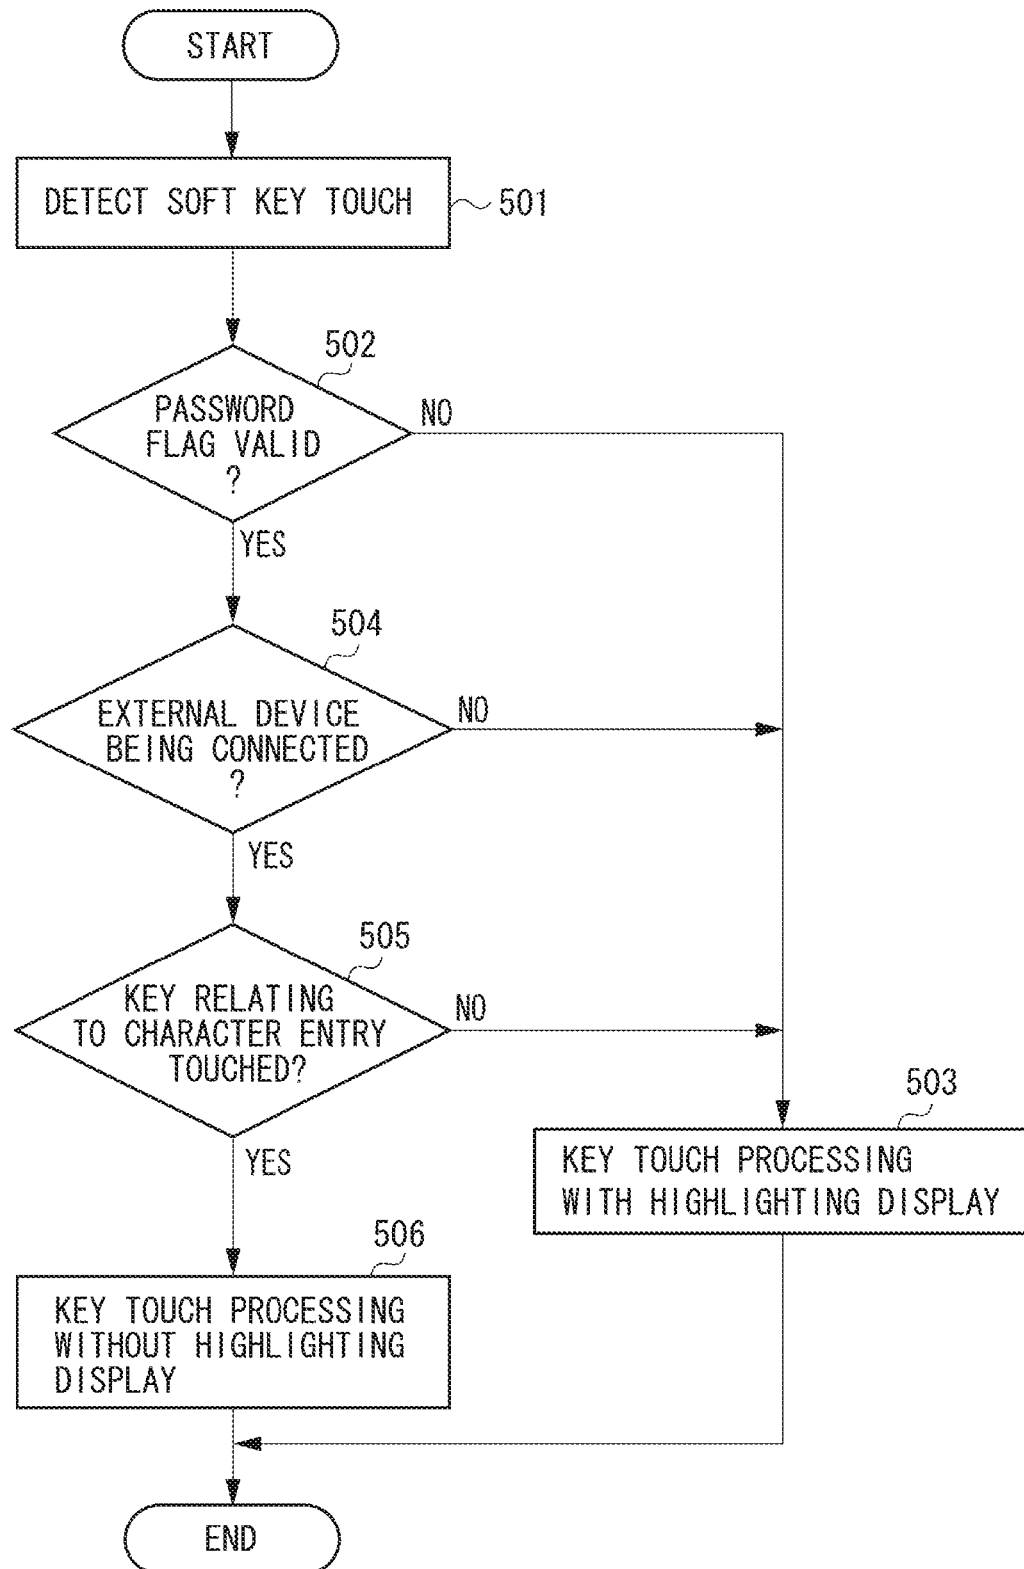 START
DETECT SOFT KEY TOUCH
501
502
PASSWORD
FLAG VALID
?
NO
YES
504
EXTERNAL DEVICE
BEING CONNECTED
?
NO
YES
505
KEY RELATING
TO CHARACTER ENTRY
TOUCHED?
NO
YES
503
KEY TOUCH PROCESSING
WITH HIGHLIGHTING DISPLAY
506
KEY TOUCH PROCESSING
WITHOUT HIGHLIGHTING
DISPLAY
END